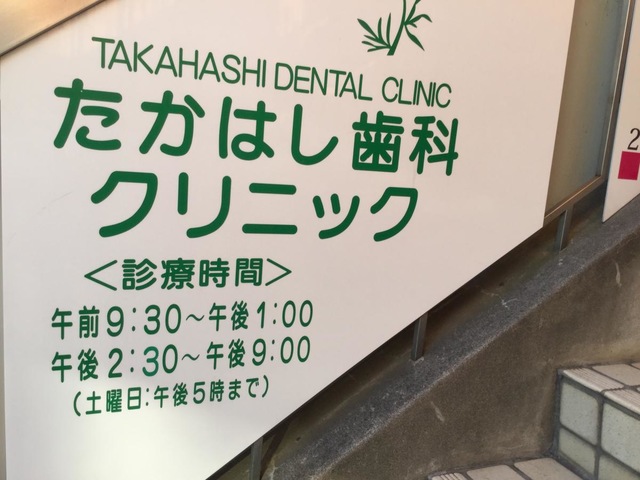 TAKAHASHI DENTAL CLINIC
たかはし歯科
クリニック
＜診療時間＞
午前9:30～午後1:00
午後2:30～午後9:00
(土曜日:午後5時まで)
2